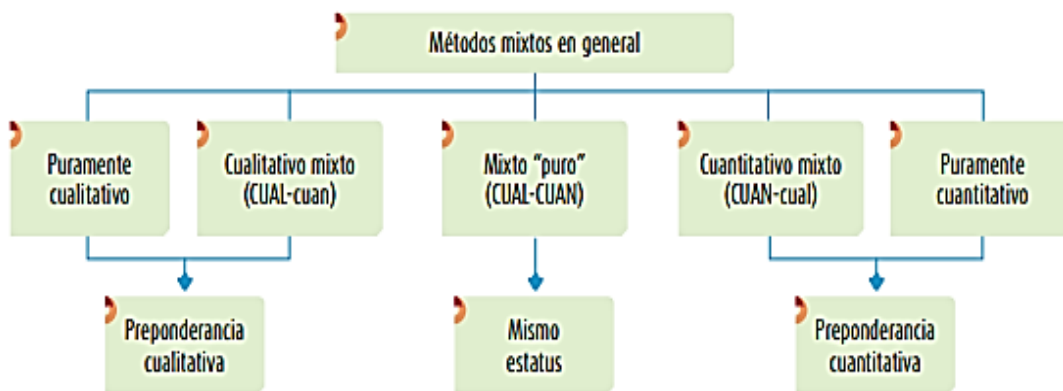 Métodos mixtos en general
Puramente
cualitativo
Cualitativo mixto
(CUAL-cuan)
Mixto “puro”
(CUAL-CUAN)
Cuantitativo mixto
(CUAN-cual)
Puramente
cuantitativo
Preponderancia
cualitativa
Mismo
estatus
Preponderancia
cuantitativa